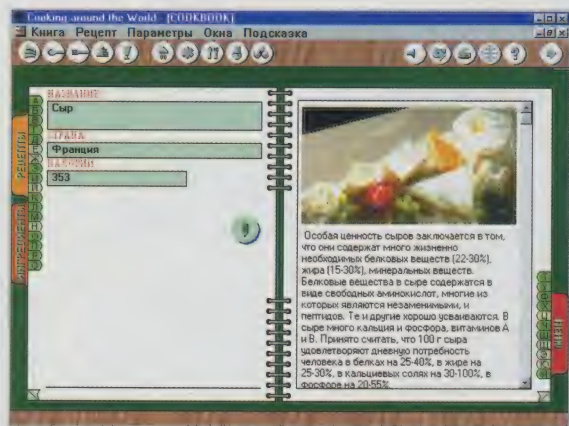 Cooking around the World - [COOKBOOK]
Книга Рецепт Параметры Окна Подсказка
НАЗВАНИЕ
Сыр
СТРАНА
Франция
КАЛОРИИ
353
РЕЦЕПТЫ
ИНГРЕДИЕНТЫ
Особая ценность сыров заключается в том,
что они содержат много жизненно
необходимых белковых веществ (22-30%),
жира (15-30%), минеральных веществ.
Белковые вещества в сыре содержатся в
виде свободных аминокислот, многие из
которых являются незаменимыми, и
пептидов. Те и другие хорошо усваиваются. В
сыре много кальция и фосфора, витаминов А
и В. Принято считать, что 100 г сыра
удовлетворяют дневную потребность
человека в белках на 25-40%, в жире на
25-30%, в кальциевых солях на 30-100%, в
фосфоре на 20-55%.
МЕНЮ